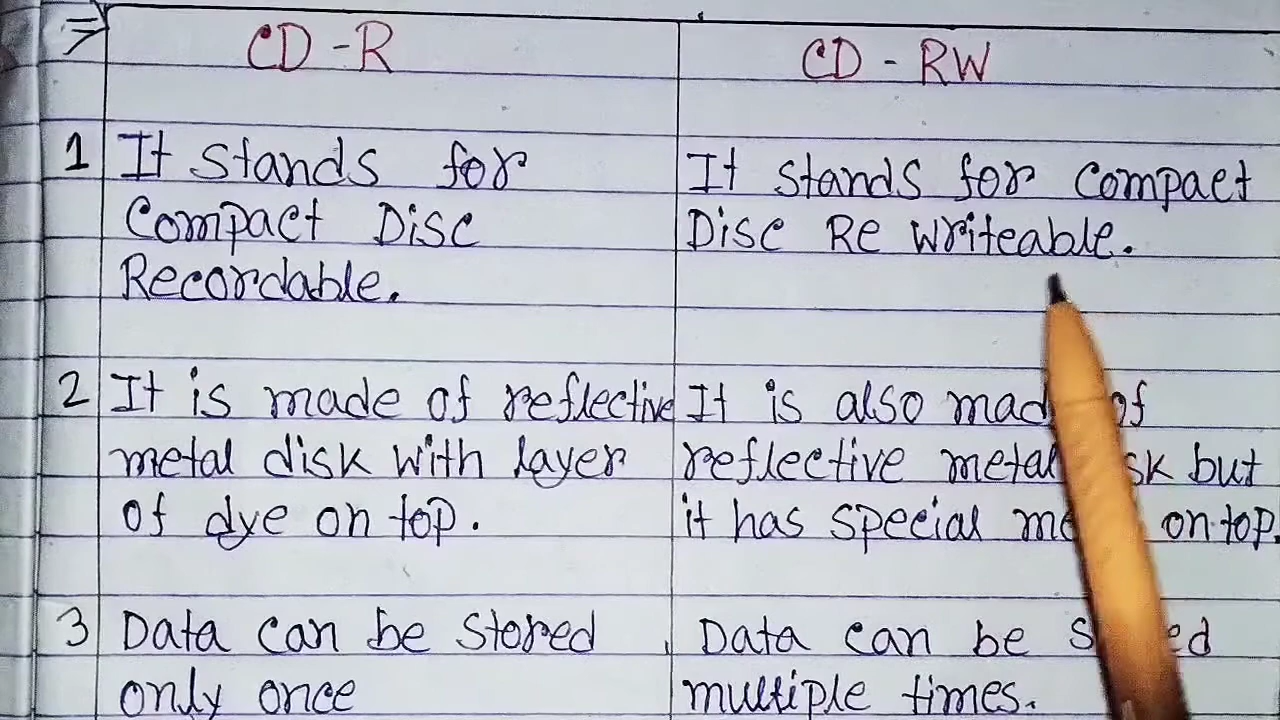 CD-R
CD - RW
1 It stands for
Compact Disc
Recordable.
It stands for compact
Disc Re writeable.
2 It is made of reflective
metal disk with layer
of dye on top.
It is also of
reflective metal but
it has special on top.
3 Data can be stored
only once
Data can be
multiple times.